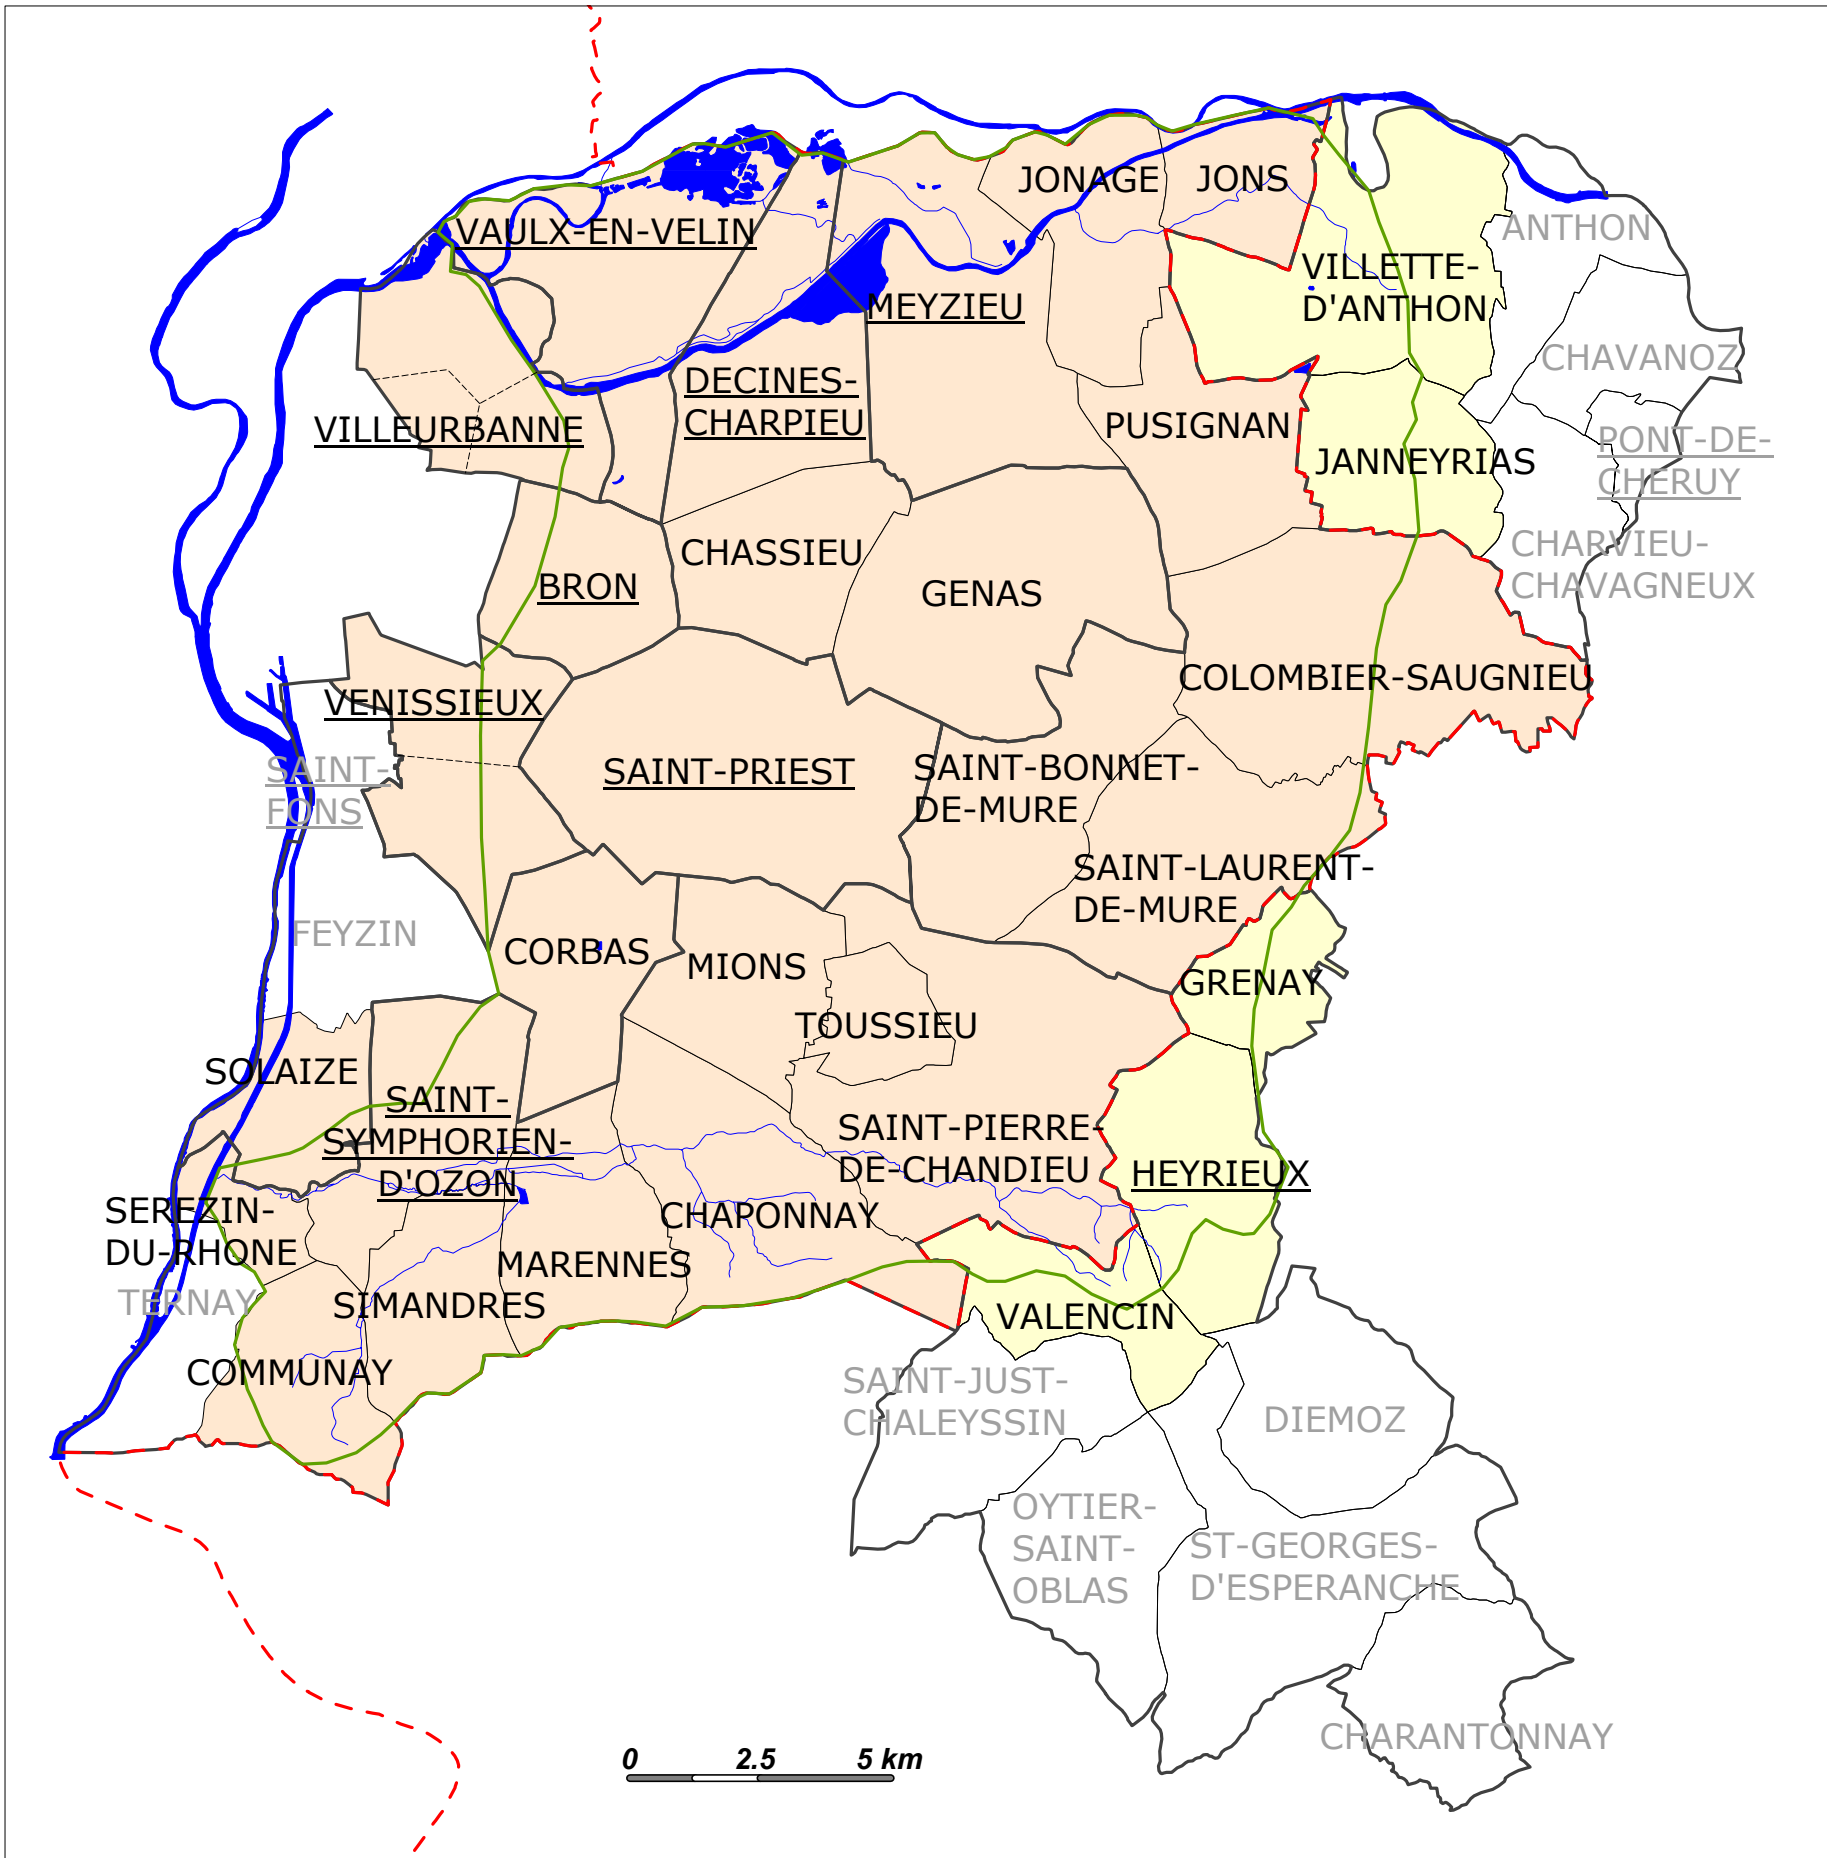 JONAGE
JONS
VAULX-EN-VELIN
ANTHON
VILLETTE-
D'ANTHON
MEYZIEU
CHAVANOZ
DECINES-
CHARPIEU
VILLEURBANNE
PUSIGNAN
PONT-DE-
CHERUY
JANNEYRIAS
CHASSIEU
CHARVIEU-
CHAVAGNEUX
BRON
GENAS
COLOMBIER-SAUGNIEU
VENISSIEUX
SAINT-
FONS
SAINT-PRIEST
SAINT-BONNET-
DE-MURE
SAINT-LAURENT-
DE-MURE
FEYZIN
CORBAS
MIONS
GRENAY
TOUSSIEU
SOLAIZE
SAINT-
SYMPHORIEN-
D'OZON
SAINT-PIERRE-
DE-CHANDIEU
HEYRIEUX
SEREZIN-
DU-RHONE
CHAPONNAY
MARENNES
TERNAY
SIMANDRES
VALENCIN
COMMUNAY
SAINT-JUST-
CHALEYSSIN
DIEMOZ
OYTIER-
SAINT-
OBLAS
ST-GEORGES-
D'ESPERANCHE
CHARANTONNAY
0 2.5 5 km